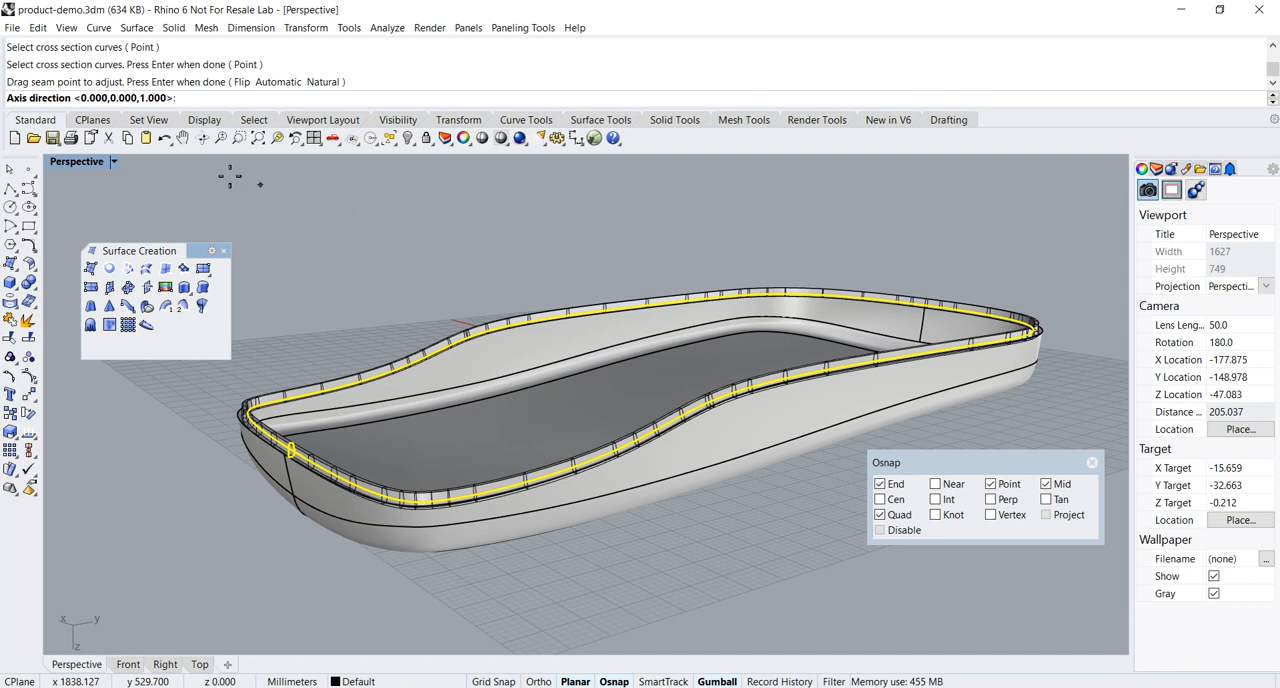 product-demo.3dm (634 KB) - Rhino 6 Not For Resale Lab - [Perspective]
File Edit View Curve Surface Solid Mesh Dimension Transform Tools Analyze Render Panels Paneling Tools Help
Select cross section curves ( Point )
Select cross section curves. Press Enter when done ( Point )
Drag seam point to adjust. Press Enter when done ( Flip Automatic Natural )
Axis direction <0.000,0.000,1.000>:
Standard CPlanes Set View Display Select Viewport Layout Visibility Transform Curve Tools Surface Tools Solid Tools Mesh Tools Render Tools New in V6 Drafting
Perspective
Surface Creation
Viewport
Title Perspective
Width 1627
Height 749
Projection Perspecti...
Camera
Lens Leng... 50.0
Rotation 180.0
X Location -177.875
Y Location -148.978
Z Location -47.083
Distance ... 205.037
Location Place...
Target
X Target -15.659
Y Target -32.663
Z Target -0.212
Location Place...
Wallpaper
Filename (none) ...
Show
Gray
Osnap
End Near Point Mid
Cen Int Perp Tan
Quad Knot Vertex Project
Disable
x y
z
Perspective Front Right Top
CPlane x 1838.127 y 529.700 z 0.000 Millimeters Default Grid Snap Ortho Planar Osnap SmartTrack Gumball Record History Filter Memory use: 455 MB